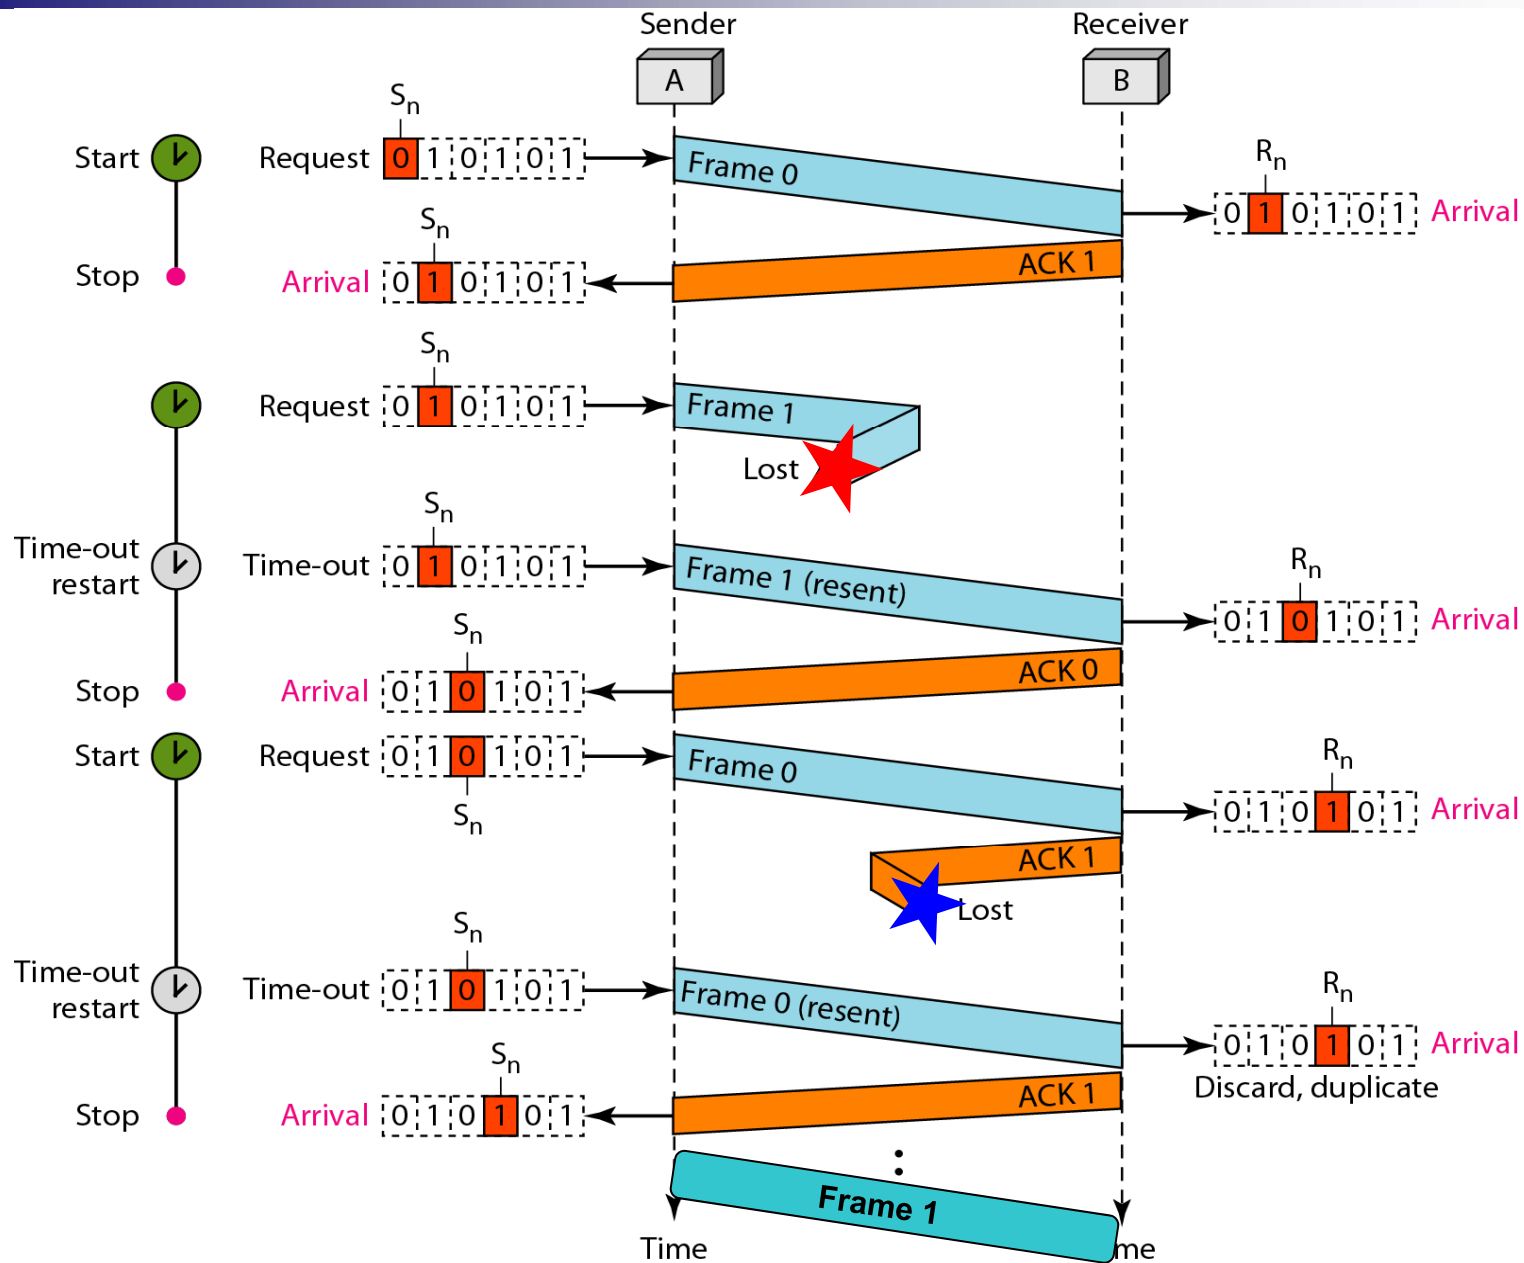 Sender Receiver
A B
Sn
Start Request 0 1 0 1 0 1 Frame 0
Rn
0 1 0 1 0 1 Arrival
Sn
Stop Arrival 0 1 0 1 0 1 ACK 1
Sn
Request 0 1 0 1 0 1 Frame 1
Lost
Sn
Time-out
restart
Time-out 0 1 0 1 0 1 Frame 1 (resent)
Rn
0 1 0 1 0 1 Arrival
Sn
Stop Arrival 0 1 0 1 0 1 ACK 0
Start Request 0 1 0 1 0 1 Frame 0
Sn
Rn
0 1 0 1 0 1 Arrival
ACK 1
Lost
Sn
Time-out
restart
Time-out 0 1 0 1 0 1 Frame 0 (resent)
Rn
0 1 0 1 0 1 Arrival
Discard, duplicate
Sn
Stop Arrival 0 1 0 1 0 1 ACK 1
Frame 1
Time me